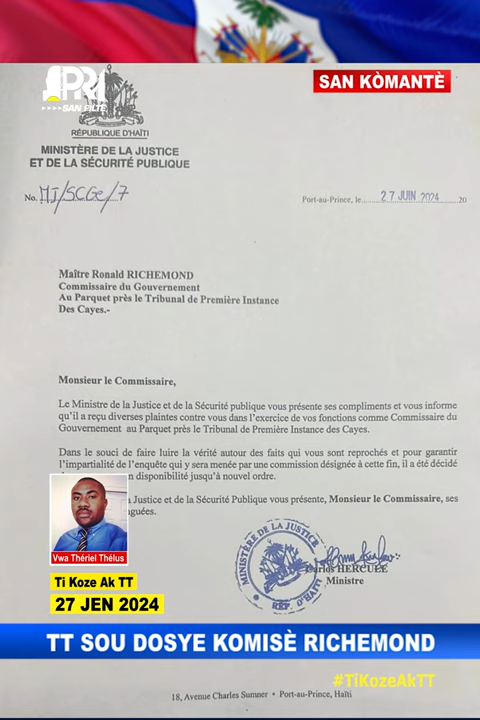 SAN KÒMANTÈ
PRI
SAN FILTE
RÉPUBLIQUE D'HAÏTI
MINISTÈRE DE LA JUSTICE
ET DE LA SÉCURITÉ PUBLIQUE
No. MJ/SCGe/7
Port-au-Prince, le 27 JUIN 2024 20
Maître Ronald RICHEMOND
Commissaire du Gouvernement
Au Parquet près le Tribunal de Première Instance
Des Cayes.-
Monsieur le Commissaire,
Le Ministre de la Justice et de la Sécurité publique vous présente ses compliments et vous informe
qu'il a reçu diverses plaintes contre vous dans l'exercice de vos fonctions comme Commissaire du
Gouvernement au Parquet près le Tribunal de Première Instance des Cayes.
Dans le souci de faire luire la vérité autour des faits qui vous sont reprochés et pour garantir
l'impartialité de l'enquête qui y sera menée par une commission désignée à cette fin, il a été décidé
n disponibilité jusqu'à nouvel ordre.
Justice et de la Sécurité Publique vous présente, Monsieur le Commissaire, ses
guées.
MINISTÈRE DE LA JUSTICE
RÉP. D'HAÏTI
Carlos HERCULE
Ministre
Vwa Thériel Thélus
Ti Koze Ak TT
27 JEN 2024
TT SOU DOSYE KOMISÈ RICHEMOND
#TiKozeAkTT
18, Avenue Charles Sumner • Port-au-Prince, Haïti